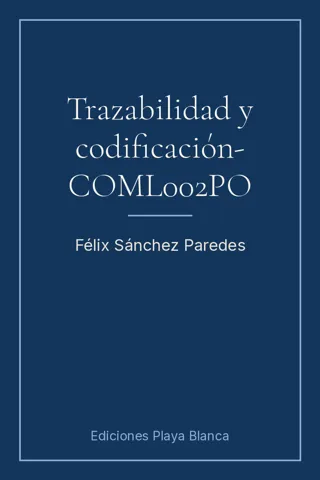 Trazabilidad y
codificación-
COML002PO
Félix Sánchez Paredes
Ediciones Playa Blanca